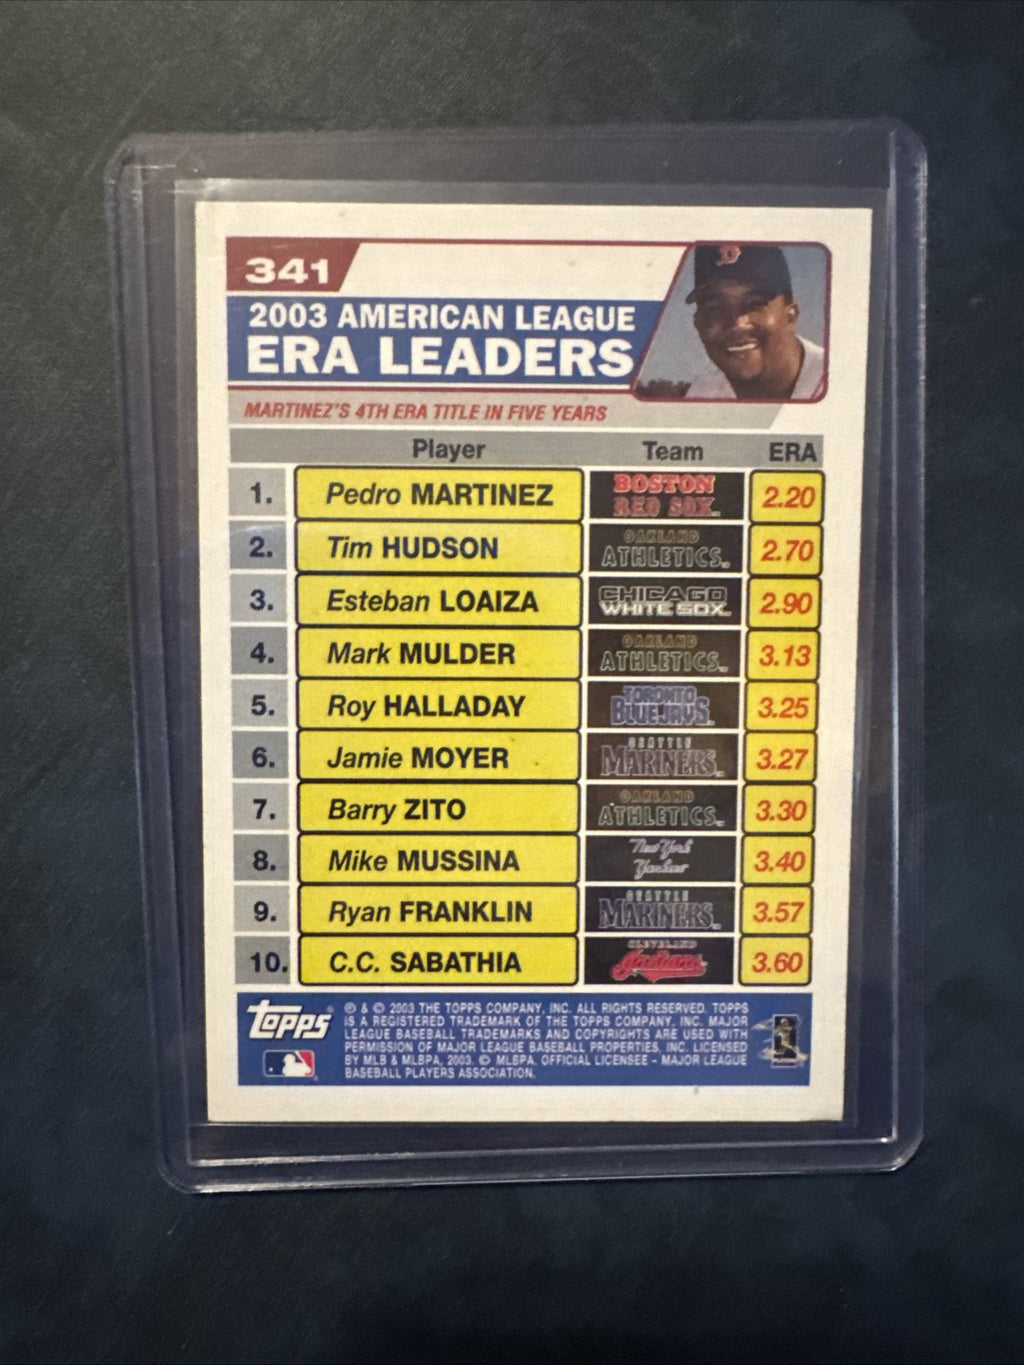 341
2003 AMERICAN LEAGUE
ERA LEADERS
MARTINEZ'S 4TH ERA TITLE IN FIVE YEARS
Player Team ERA
1. Pedro MARTINEZ BOSTON RED SOX 2.20
2. Tim HUDSON OAKLAND ATHLETICS 2.70
3. Esteban LOAIZA CHICAGO WHITE SOX 2.90
4. Mark MULDER OAKLAND ATHLETICS 3.13
5. Roy HALLADAY TORONTO BLUE JAYS 3.25
6. Jamie MOYER SEATTLE MARINERS 3.27
7. Barry ZITO OAKLAND ATHLETICS 3.30
8. Mike MUSSINA New York Yankees 3.40
9. Ryan FRANKLIN SEATTLE MARINERS 3.57
10. C.C. SABATHIA CLEVELAND Indians 3.60
Topps
® & © 2003 THE TOPPS COMPANY, INC. ALL RIGHTS RESERVED. TOPPS
IS A REGISTERED TRADEMARK OF THE TOPPS COMPANY, INC. MAJOR
LEAGUE BASEBALL TRADEMARKS AND COPYRIGHTS ARE USED WITH
PERMISSION OF MAJOR LEAGUE BASEBALL PROPERTIES, INC. LICENSED
BY MLB & MLBPA, 2003. © MLBPA. OFFICIAL LICENSEE – MAJOR LEAGUE
BASEBALL PLAYERS ASSOCIATION.